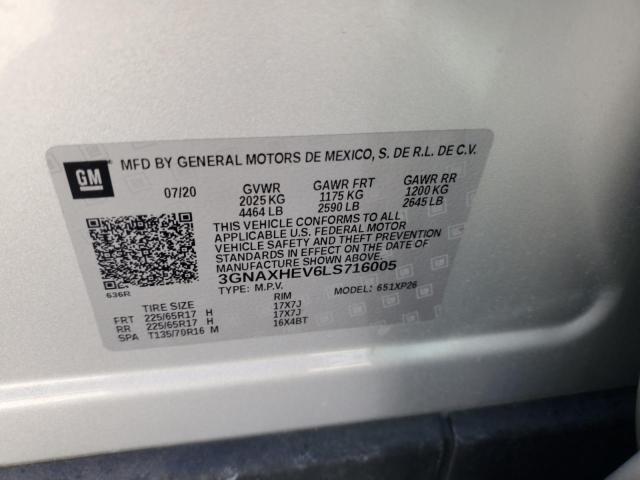 GM
MFD BY GENERAL MOTORS DE MEXICO, S. DE R.L. DE C.V.
07/20 GVWR GAWR FRT GAWR RR
2025 KG 1175 KG 1200 KG
4464 LB 2590 LB 2645 LB
THIS VEHICLE CONFORMS TO ALL
APPLICABLE U.S. FEDERAL MOTOR
VEHICLE SAFETY AND THEFT PREVENTION
STANDARDS IN EFFECT ON THE DATE OF
MANUFACTURE SHOWN ABOVE.
3GNAXHEV6LS716005
636R TYPE: M.P.V. MODEL: 651XP26
TIRE SIZE RIM
FRT 225/65R17 H 17X7J
RR 225/65R17 H 17X7J
SPA T135/70R16 M 16X4BT